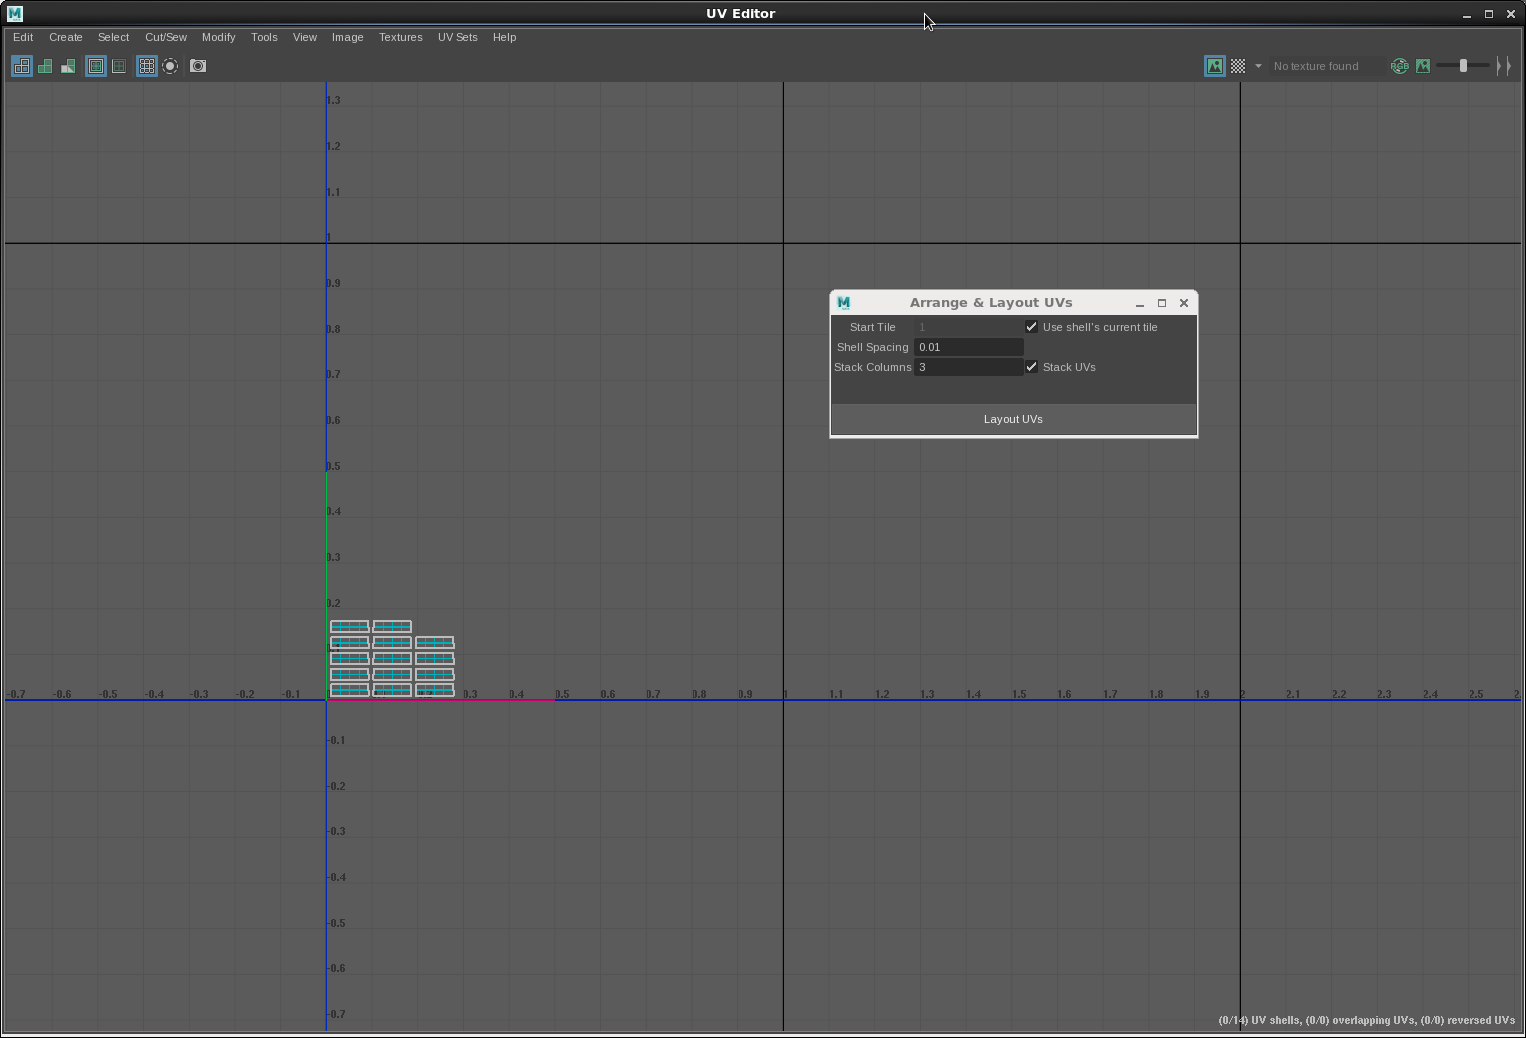 UV Editor
Edit Create Select Cut/Sew Modify Tools View Image Textures UV Sets Help
No texture found
RGB
1.3
1.2
1.1
1
0.9
0.8
0.7
0.6
0.5
0.4
0.3
0.2
-0.7 -0.6 -0.5 -0.4 -0.3 -0.2 -0.1 0.3 0.4 0.5 0.6 0.7 0.8 0.9 1 1.1 1.2 1.3 1.4 1.5 1.6 1.7 1.8 1.9 2 2.1 2.2 2.3 2.4 2.5
-0.1
-0.2
-0.3
-0.4
-0.5
-0.6
-0.7
Arrange & Layout UVs
Start Tile 1 Use shell's current tile
Shell Spacing 0.01
Stack Columns 3 Stack UVs
Layout UVs
(0/14) UV shells, (0/0) overlapping UVs, (0/0) reversed UVs